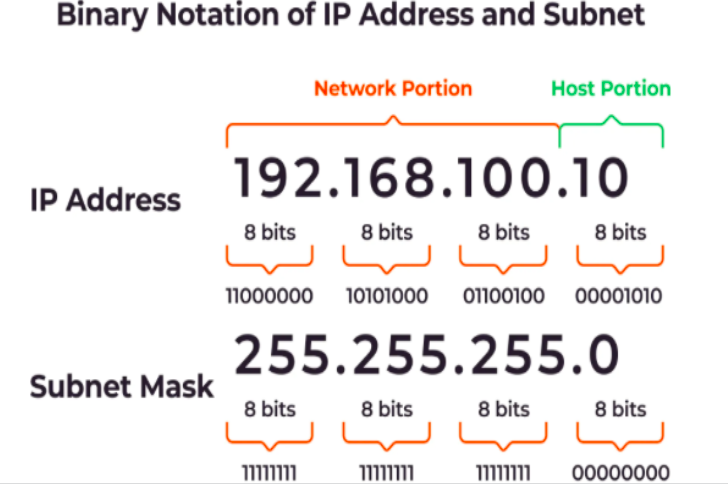 Binary Notation of IP Address and Subnet
Network Portion Host Portion
IP Address 192.168.100.10
8 bits 8 bits 8 bits 8 bits
11000000 10101000 01100100 00001010
Subnet Mask 255.255.255.0
8 bits 8 bits 8 bits 8 bits
11111111 11111111 11111111 00000000